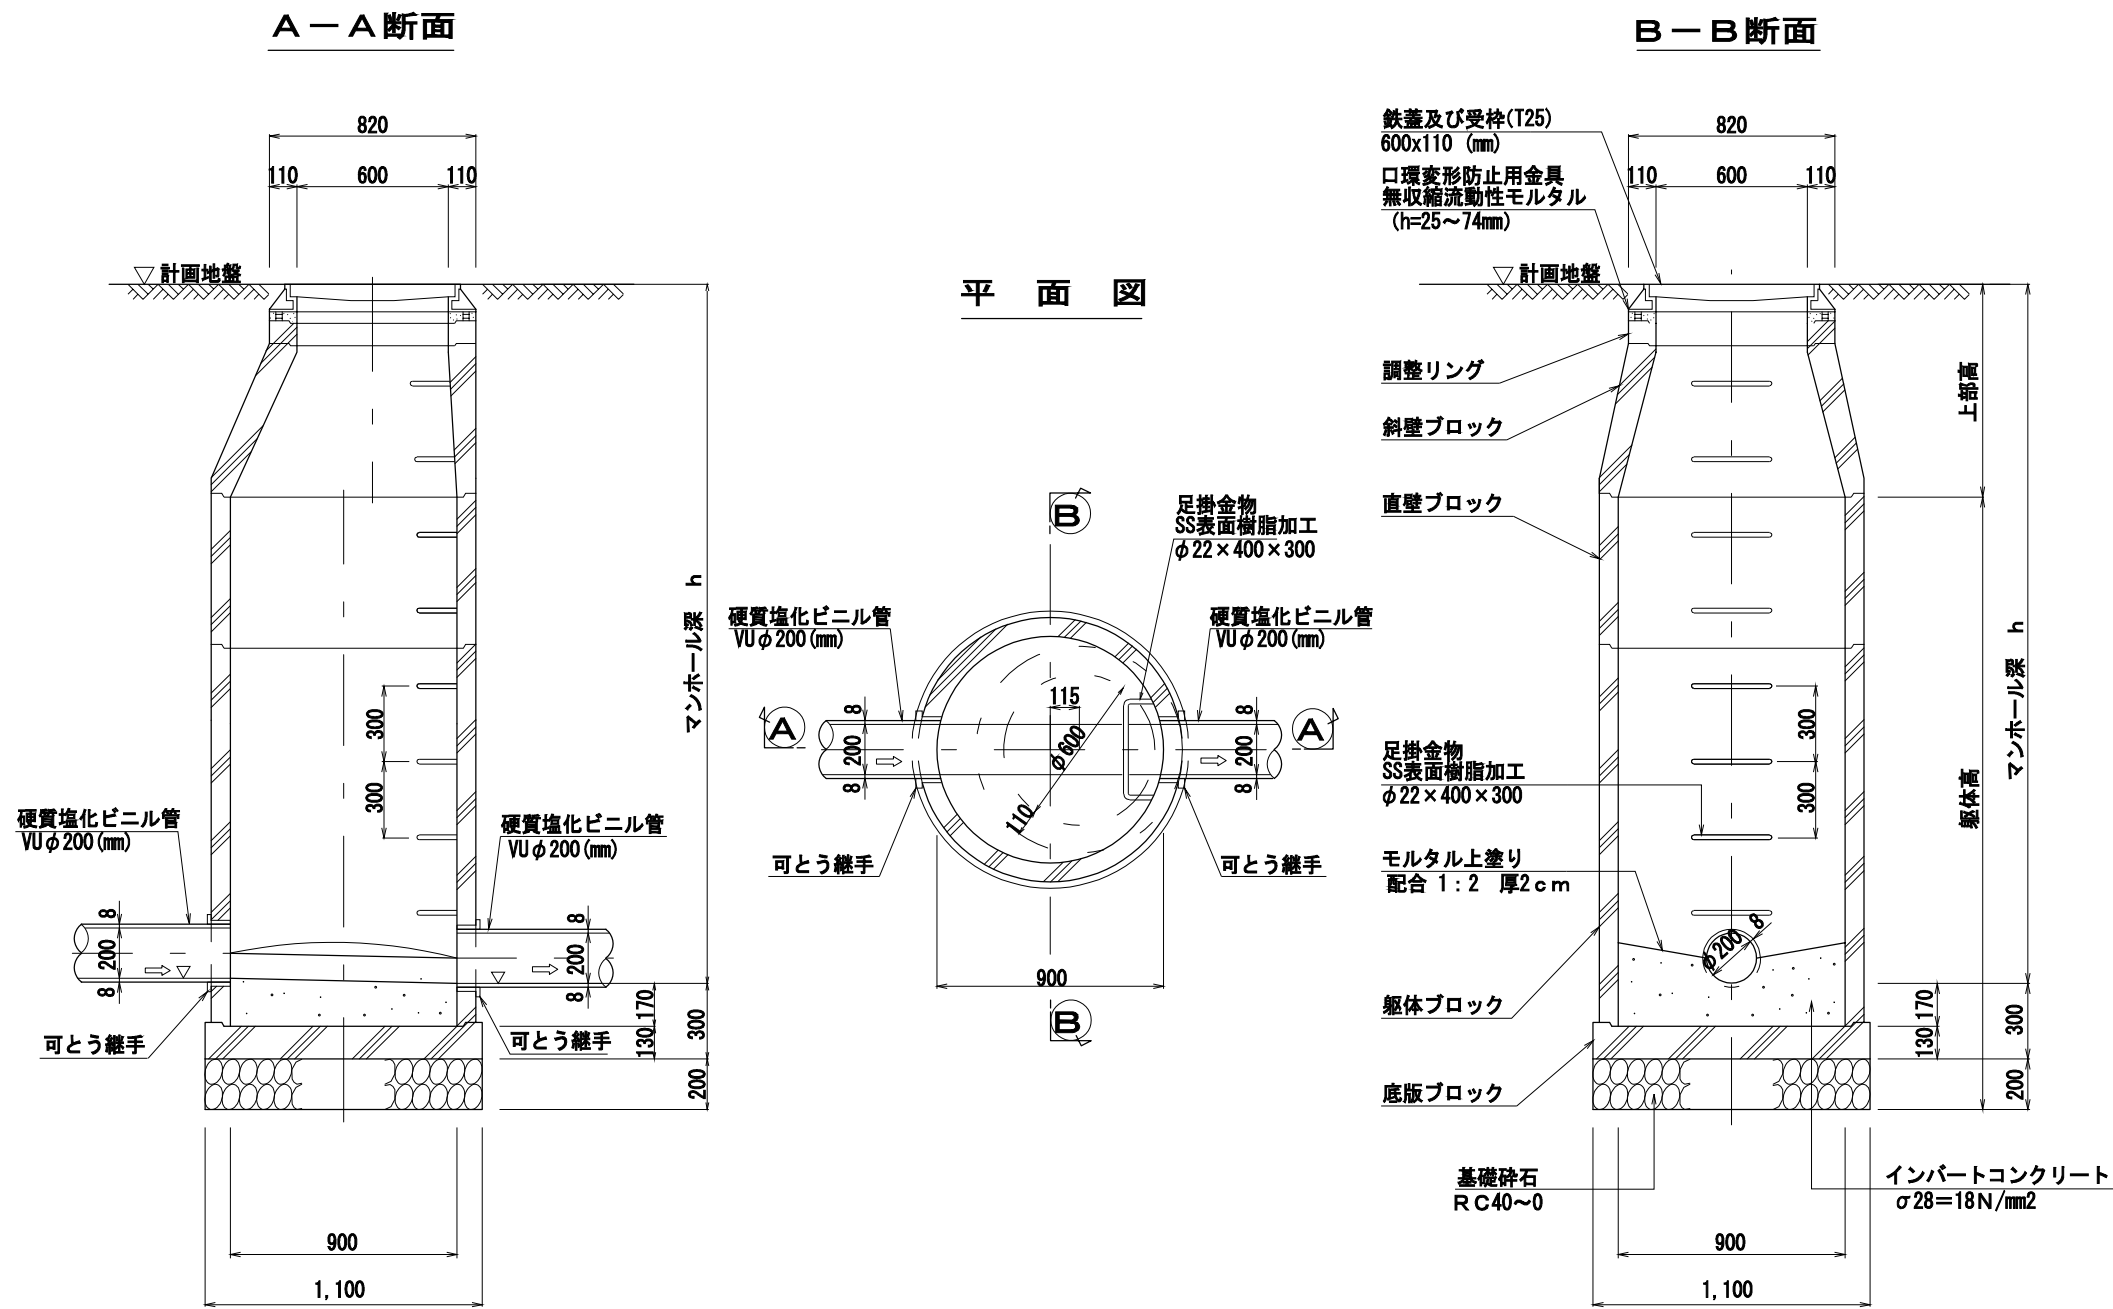 A－A断面
820
110 600 110
計画地盤
マンホール深 h
300
300
硬質塩化ビニル管
VUφ200(mm)
硬質塩化ビニル管
VUφ200(mm)
8
200
8
8
200
8
可とう継手
可とう継手
170
130
300
200
900
1,100
平面図
B
足掛金物
SS表面樹脂加工
φ22×400×300
硬質塩化ビニル管
VUφ200(mm)
硬質塩化ビニル管
VUφ200(mm)
A
A
8
200
8
115
φ600
110
8
200
8
可とう継手
可とう継手
900
B
B－B断面
鉄蓋及び受枠(T25)
600x110 (mm)
口環変形防止用金具
無収縮流動性モルタル
(h=25～74mm)
820
110 600 110
計画地盤
調整リング
斜壁ブロック
直壁ブロック
上部高
マンホール深 h
躯体高
足掛金物
SS表面樹脂加工
φ22×400×300
300
300
モルタル上塗り
配合 1：2 厚2cm
φ200
8
躯体ブロック
170
130
300
200
底版ブロック
基礎砕石
RC40～0
インバートコンクリート
σ28＝18N/mm2
900
1,100